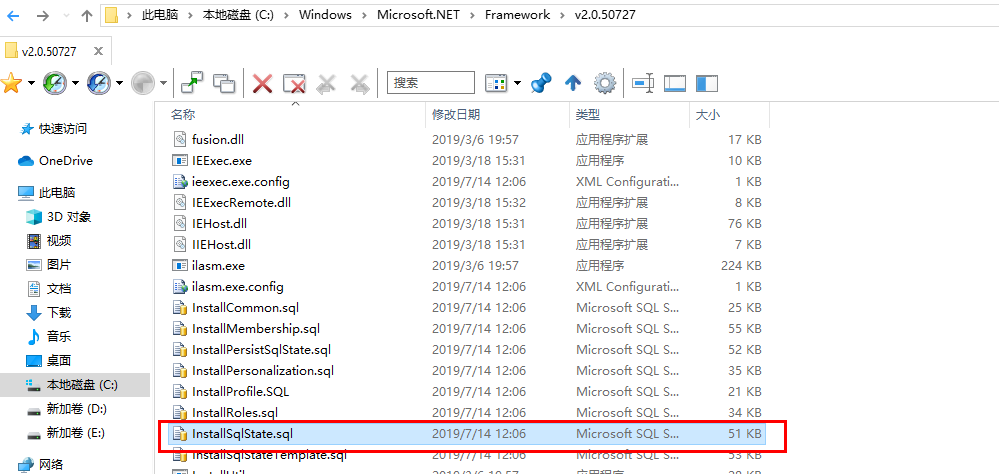 此电脑 › 本地磁盘 (C:) › Windows › Microsoft.NET › Framework › v2.0.50727
v2.0.50727
搜索
名称 修改日期 类型 大小
快速访问
OneDrive
此电脑
3D 对象
视频
图片
文档
下载
音乐
桌面
本地磁盘 (C:)
新加卷 (D:)
新加卷 (E:)
网络
fusion.dll 2019/3/6 19:57 应用程序扩展 17 KB
IEExec.exe 2019/3/18 15:31 应用程序 10 KB
ieexec.exe.config 2019/7/14 12:06 XML Configurati... 1 KB
IEExecRemote.dll 2019/3/18 15:32 应用程序扩展 8 KB
IEHost.dll 2019/3/18 15:31 应用程序扩展 76 KB
IIEHost.dll 2019/3/18 15:31 应用程序扩展 7 KB
ilasm.exe 2019/3/6 19:57 应用程序 224 KB
ilasm.exe.config 2019/7/14 12:06 XML Configurati... 1 KB
InstallCommon.sql 2019/7/14 12:06 Microsoft SQL S... 25 KB
InstallMembership.sql 2019/7/14 12:06 Microsoft SQL S... 55 KB
InstallPersistSqlState.sql 2019/7/14 12:06 Microsoft SQL S... 52 KB
InstallPersonalization.sql 2019/7/14 12:06 Microsoft SQL S... 35 KB
InstallProfile.SQL 2019/7/14 12:06 Microsoft SQL S... 21 KB
InstallRoles.sql 2019/7/14 12:06 Microsoft SQL S... 34 KB
InstallSqlState.sql 2019/7/14 12:06 Microsoft SQL S... 51 KB
InstallSqlStateTemplate.sql 2019/7/14 12:06 Microsoft SQL S... 53 KB